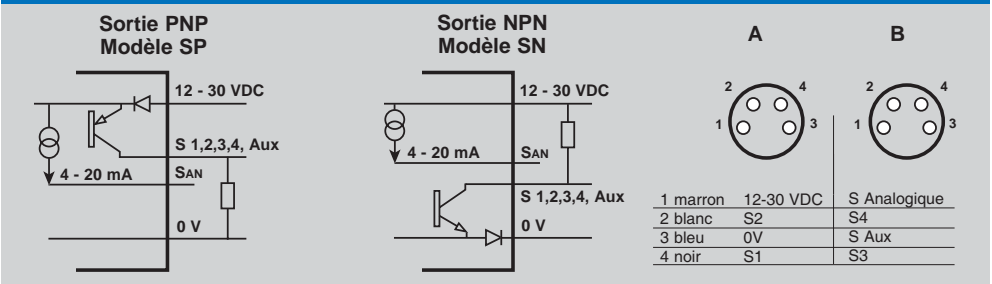 Sortie PNP
Modèle SP
12 - 30 VDC
S 1,2,3,4, Aux
4 - 20 mA
SAN
0 V
Sortie NPN
Modèle SN
12 - 30 VDC
4 - 20 mA
SAN
S 1,2,3,4, Aux
0 V
A
B
2
4
1
3
2
4
1
3
1 marron 12-30 VDC S Analogique
2 blanc S2 S4
3 bleu 0V S Aux
4 noir S1 S3